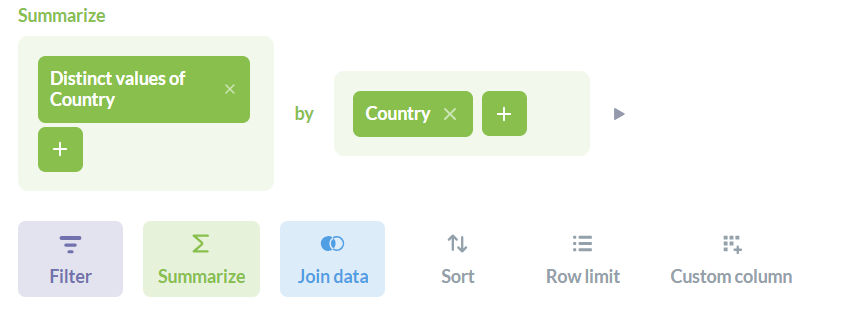 Summarize
Distinct values of
Country
by
Country
Filter
Summarize
Join data
Sort
Row limit
Custom column